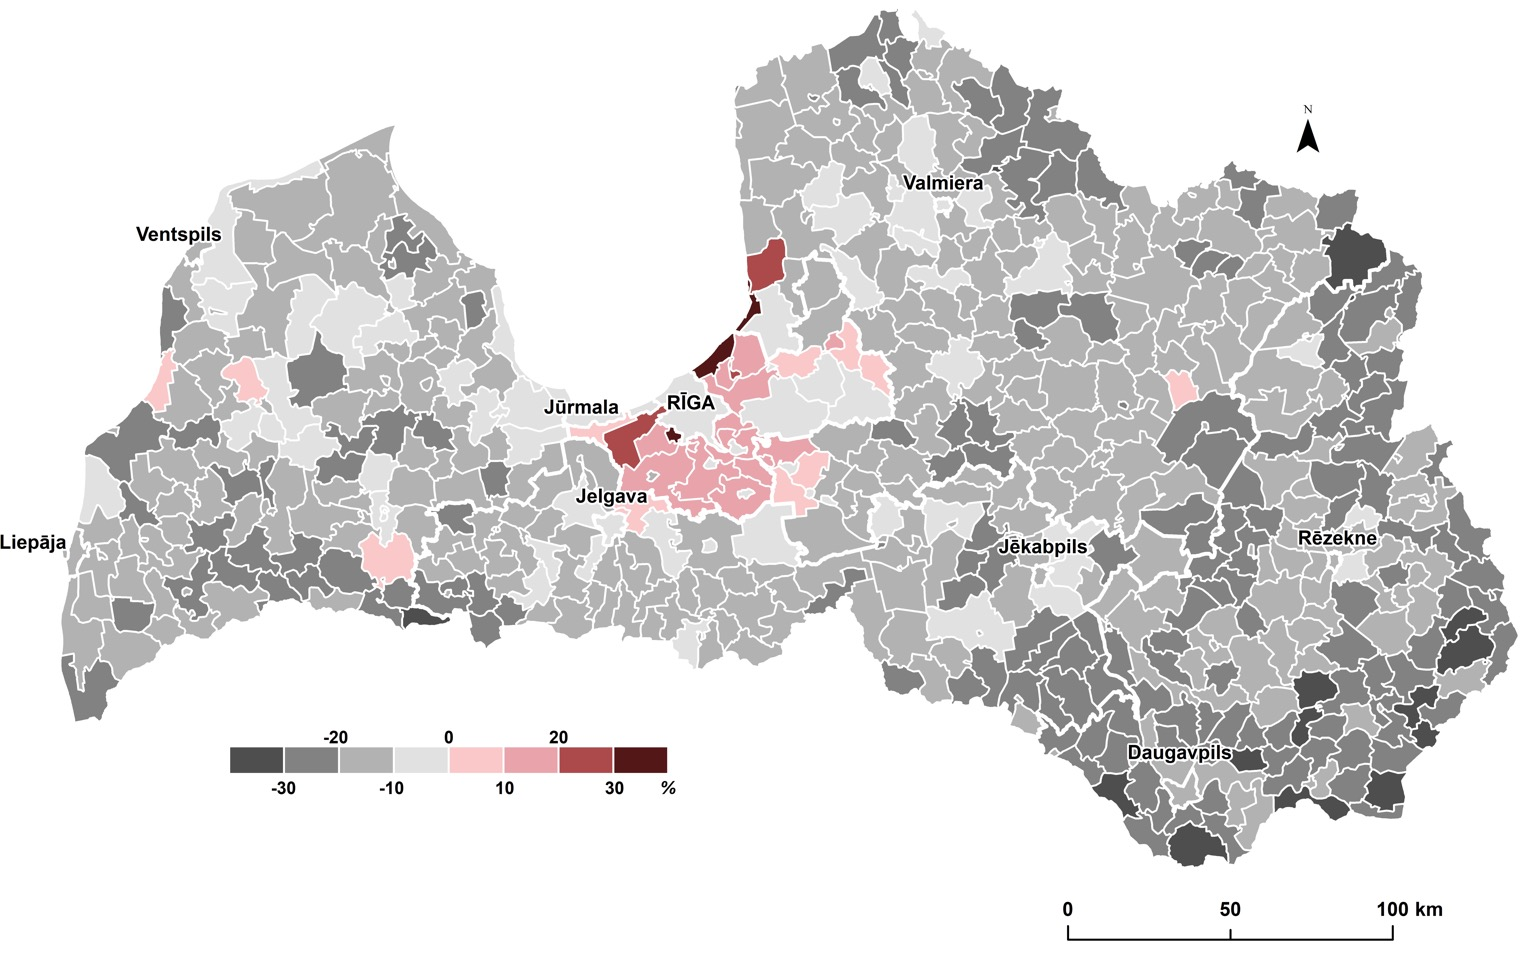 N
Valmiera
Ventspils
RĪGA
Jūrmala
Jelgava
Liepāja
Rēzekne
Jēkabpils
Daugavpils
-20 0 20
-30 -10 10 30 %
0 50 100 km